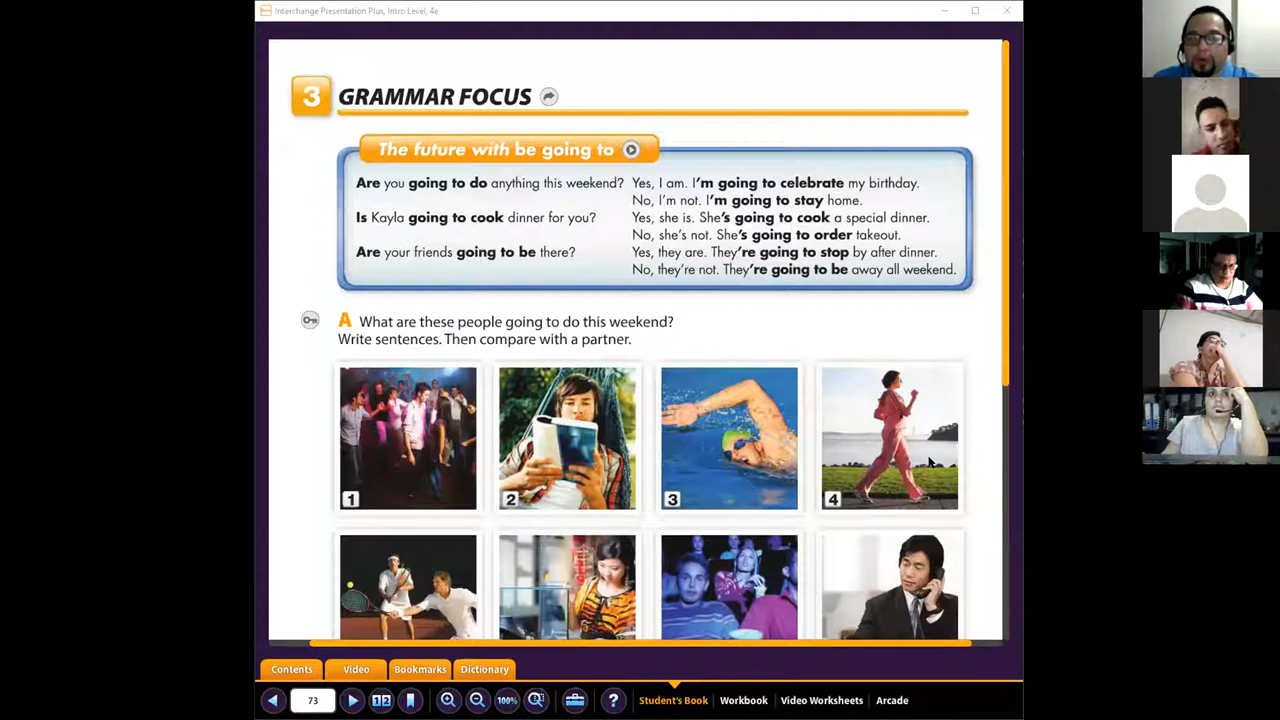 Interchange Presentation Plus, Intro Level, 4e
3 GRAMMAR FOCUS
The future with be going to
Are you going to do anything this weekend? Yes, I am. I'm going to celebrate my birthday.
No, I'm not. I'm going to stay home.
Is Kayla going to cook dinner for you? Yes, she is. She's going to cook a special dinner.
No, she's not. She's going to order takeout.
Are your friends going to be there? Yes, they are. They're going to stop by after dinner.
No, they're not. They're going to be away all weekend.
A What are these people going to do this weekend?
Write sentences. Then compare with a partner.
1 2 3 4
Contents Video Bookmarks Dictionary
73 12 100% ? Student's Book Workbook Video Worksheets Arcade